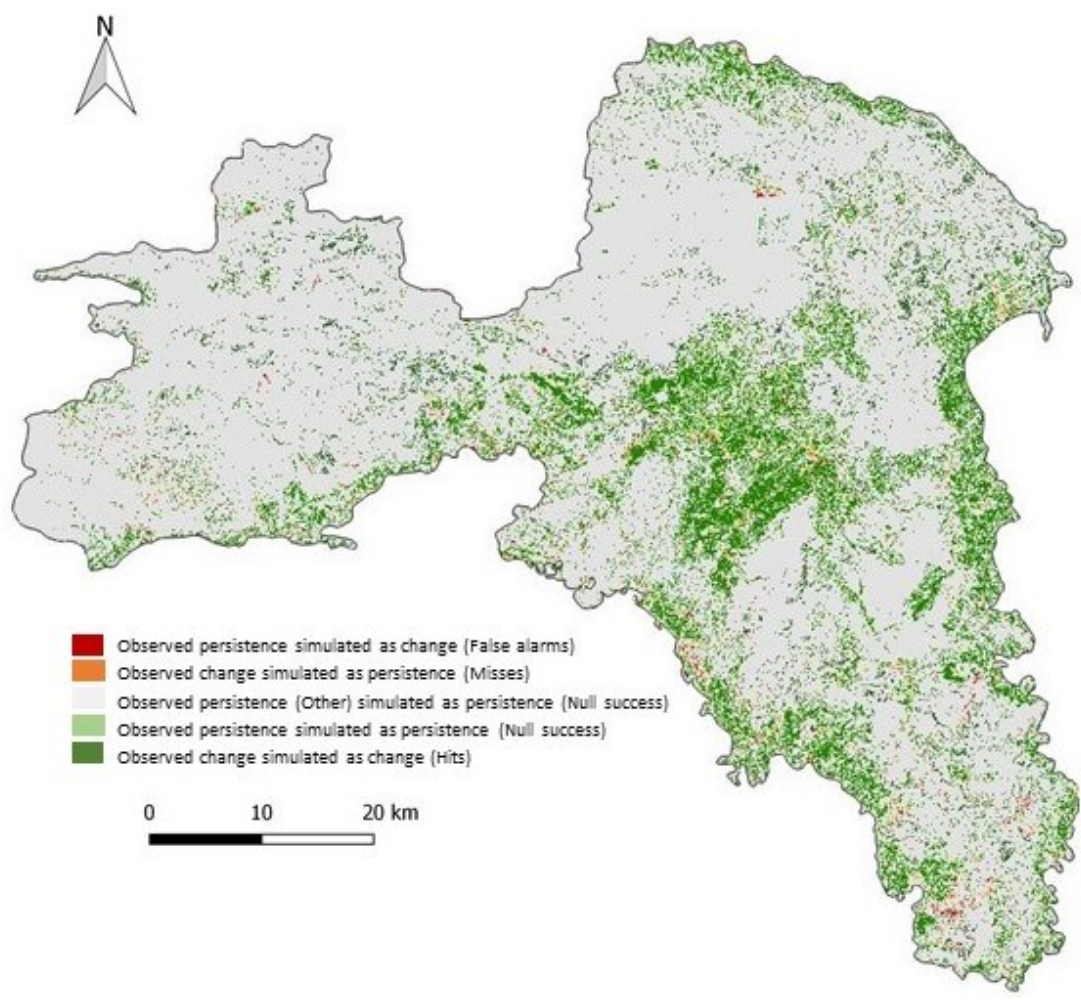 N
Observed persistence simulated as change (False alarms)
Observed change simulated as persistence (Misses)
Observed persistence (Other) simulated as persistence (Null success)
Observed persistence simulated as persistence (Null success)
Observed change simulated as change (Hits)
0 10 20 km